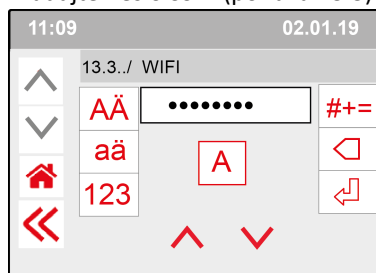 11:09 02.01.19
13.3../ WIFI
AÄ •••••••• #+=
aä A
123